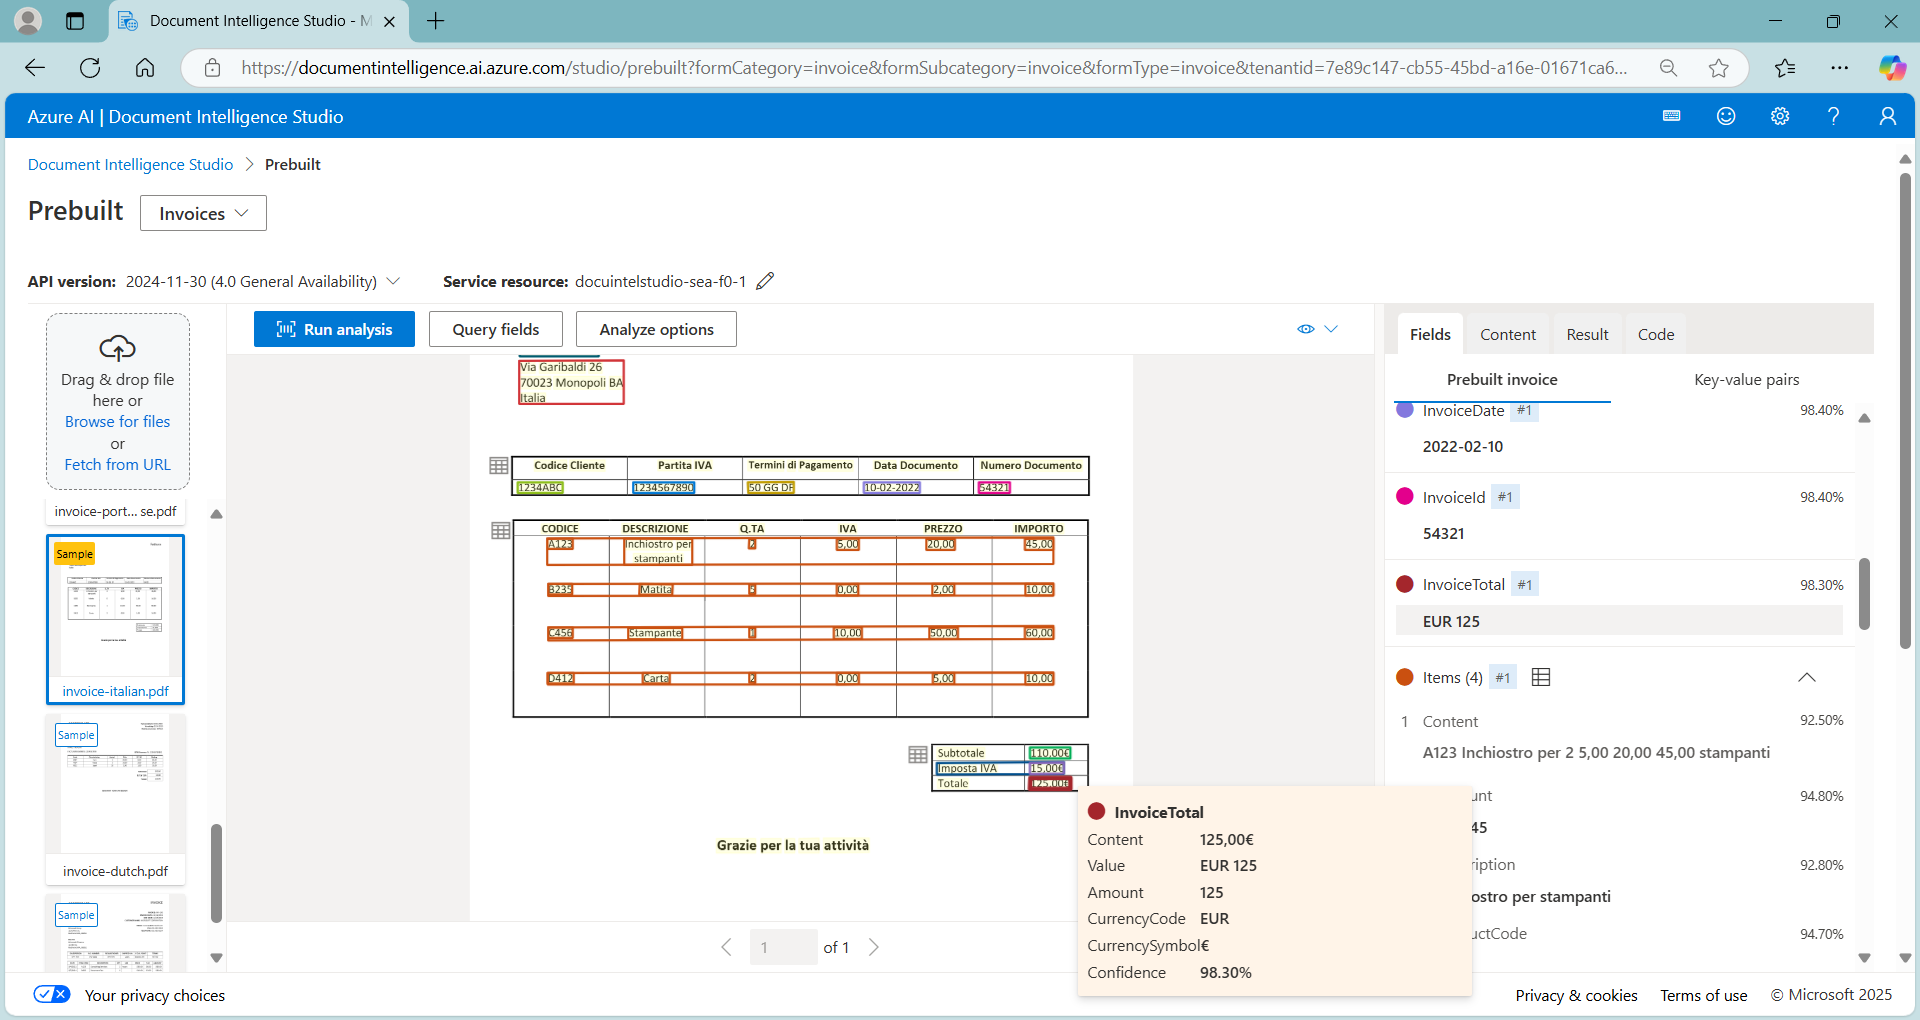 Document Intelligence Studio - M
https://documentintelligence.ai.azure.com/studio/prebuilt?formCategory=invoice&formSubcategory=invoice&formType=invoice&tenantid=7e89c147-cb55-45bd-a16e-01671ca6...
Azure AI | Document Intelligence Studio
Document Intelligence Studio > Prebuilt
Prebuilt
Invoices
API version: 2024-11-30 (4.0 General Availability)
Service resource: docuintelstudio-sea-f0-1
Drag & drop file
here or
Browse for files
or
Fetch from URL
invoice-port... se.pdf
Sample
invoice-italian.pdf
Sample
invoice-dutch.pdf
Sample
Run analysis
Query fields
Analyze options
Via Garibaldi 26
70023 Monopoli BA
Italia
Codice Cliente Partita IVA Termini di Pagamento Data Documento Numero Documento
1234ABC 1234567890 50 GG DF 10-02-2022 54321
CODICE DESCRIZIONE Q.TA IVA PREZZO IMPORTO
A123 Inchiostro per 2 5,00 20,00 45,00
stampanti
B235 Matita 5 0,00 2,00 10,00
C456 Stampante 1 10,00 50,00 60,00
D412 Carta 2 0,00 5,00 10,00
Subtotale 110,00€
Imposta IVA 15,00€
Totale 125,00€
Grazie per la tua attività
1 of 1
InvoiceTotal
Content 125,00€
Value EUR 125
Amount 125
CurrencyCode EUR
CurrencySymbol€
Confidence 98.30%
Fields Content Result Code
Prebuilt invoice Key-value pairs
InvoiceDate #1 98.40%
2022-02-10
InvoiceId #1 98.40%
54321
InvoiceTotal #1 98.30%
EUR 125
Items (4) #1
1 Content 92.50%
A123 Inchiostro per 2 5,00 20,00 45,00 stampanti
unt 94.80%
45
ription 92.80%
ostro per stampanti
uctCode 94.70%
Your privacy choices
Privacy & cookies Terms of use © Microsoft 2025